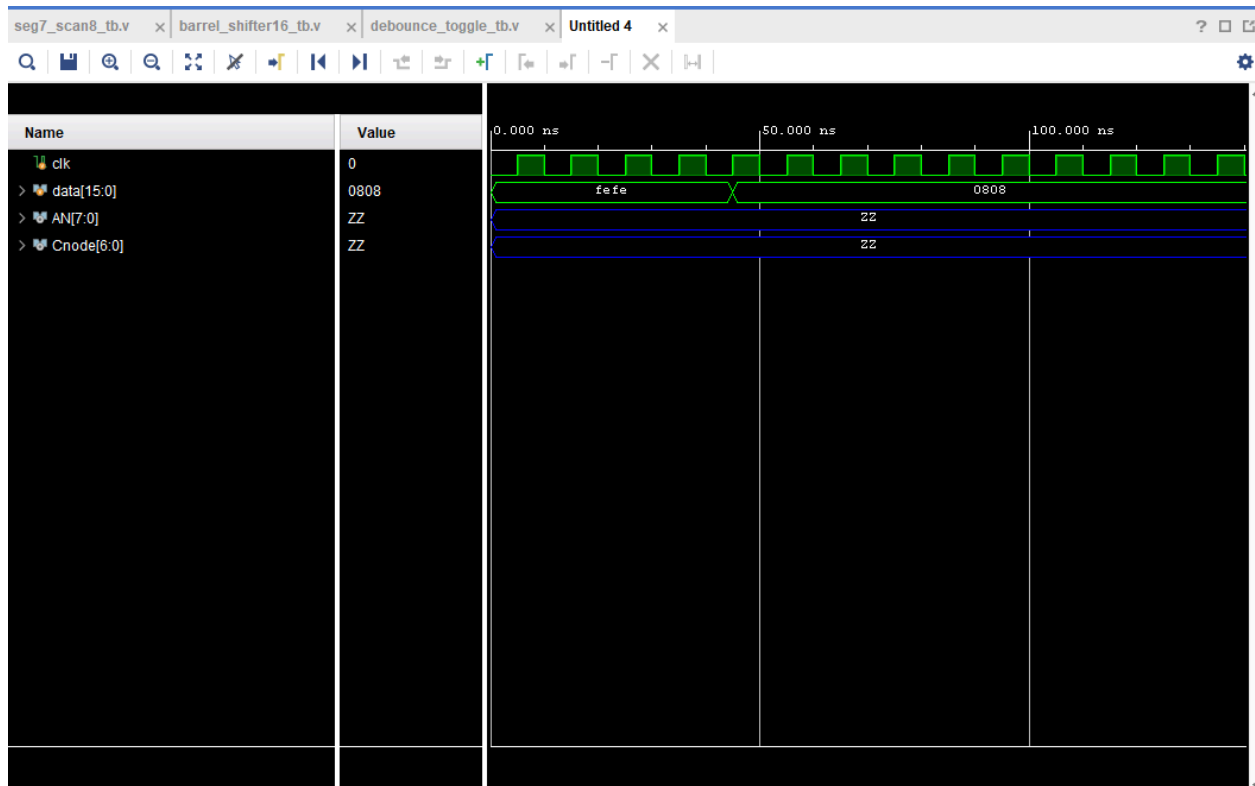 seg7_scan8_tb.v × barrel_shifter16_tb.v × debounce_toggle_tb.v × Untitled 4 × ?
Name Value 0.000 ns 50.000 ns 100.000 ns
clk 0
> data[15:0] 0808 fefe 0808
> AN[7:0] ZZ ZZ
> Cnode[6:0] ZZ ZZ